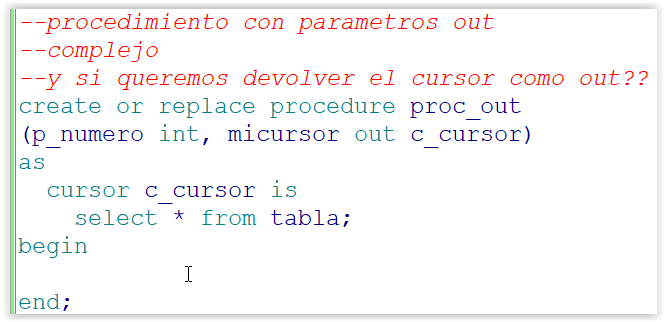 --procedimiento con parametros out
--complejo
--y si queremos devolver el cursor como out??
create or replace procedure proc_out
(p_numero int, micursor out c_cursor)
as
  cursor c_cursor is
    select * from tabla;
begin
end;